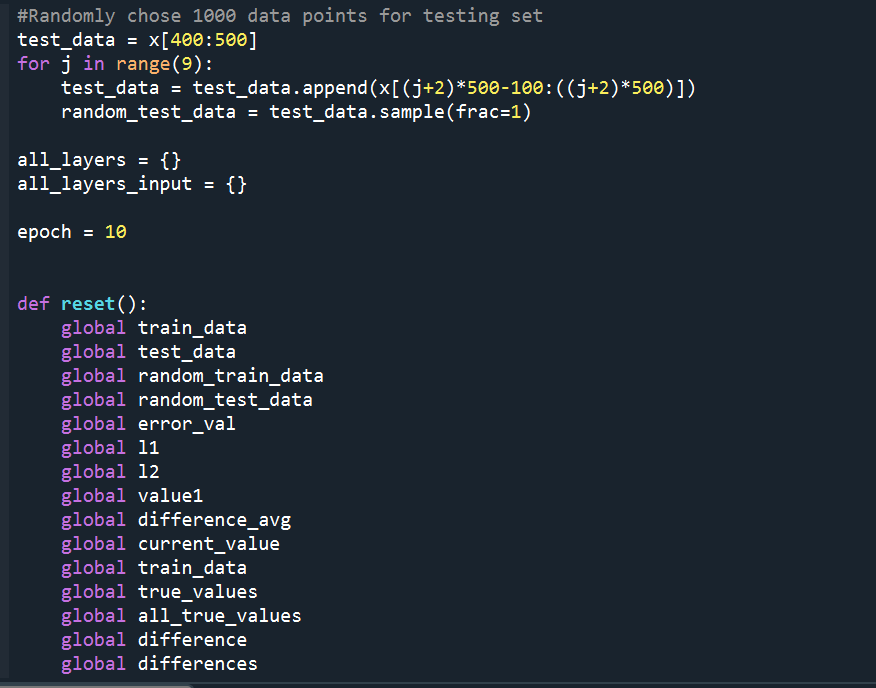 #Randomly chose 1000 data points for testing set
test_data = x[400:500]
for j in range(9):
    test_data = test_data.append(x[(j+2)*500-100:((j+2)*500)])
    random_test_data = test_data.sample(frac=1)

all_layers = {}
all_layers_input = {}

epoch = 10

def reset():
    global train_data
    global test_data
    global random_train_data
    global random_test_data
    global error_val
    global l1
    global l2
    global value1
    global difference_avg
    global current_value
    global train_data
    global true_values
    global all_true_values
    global difference
    global differences